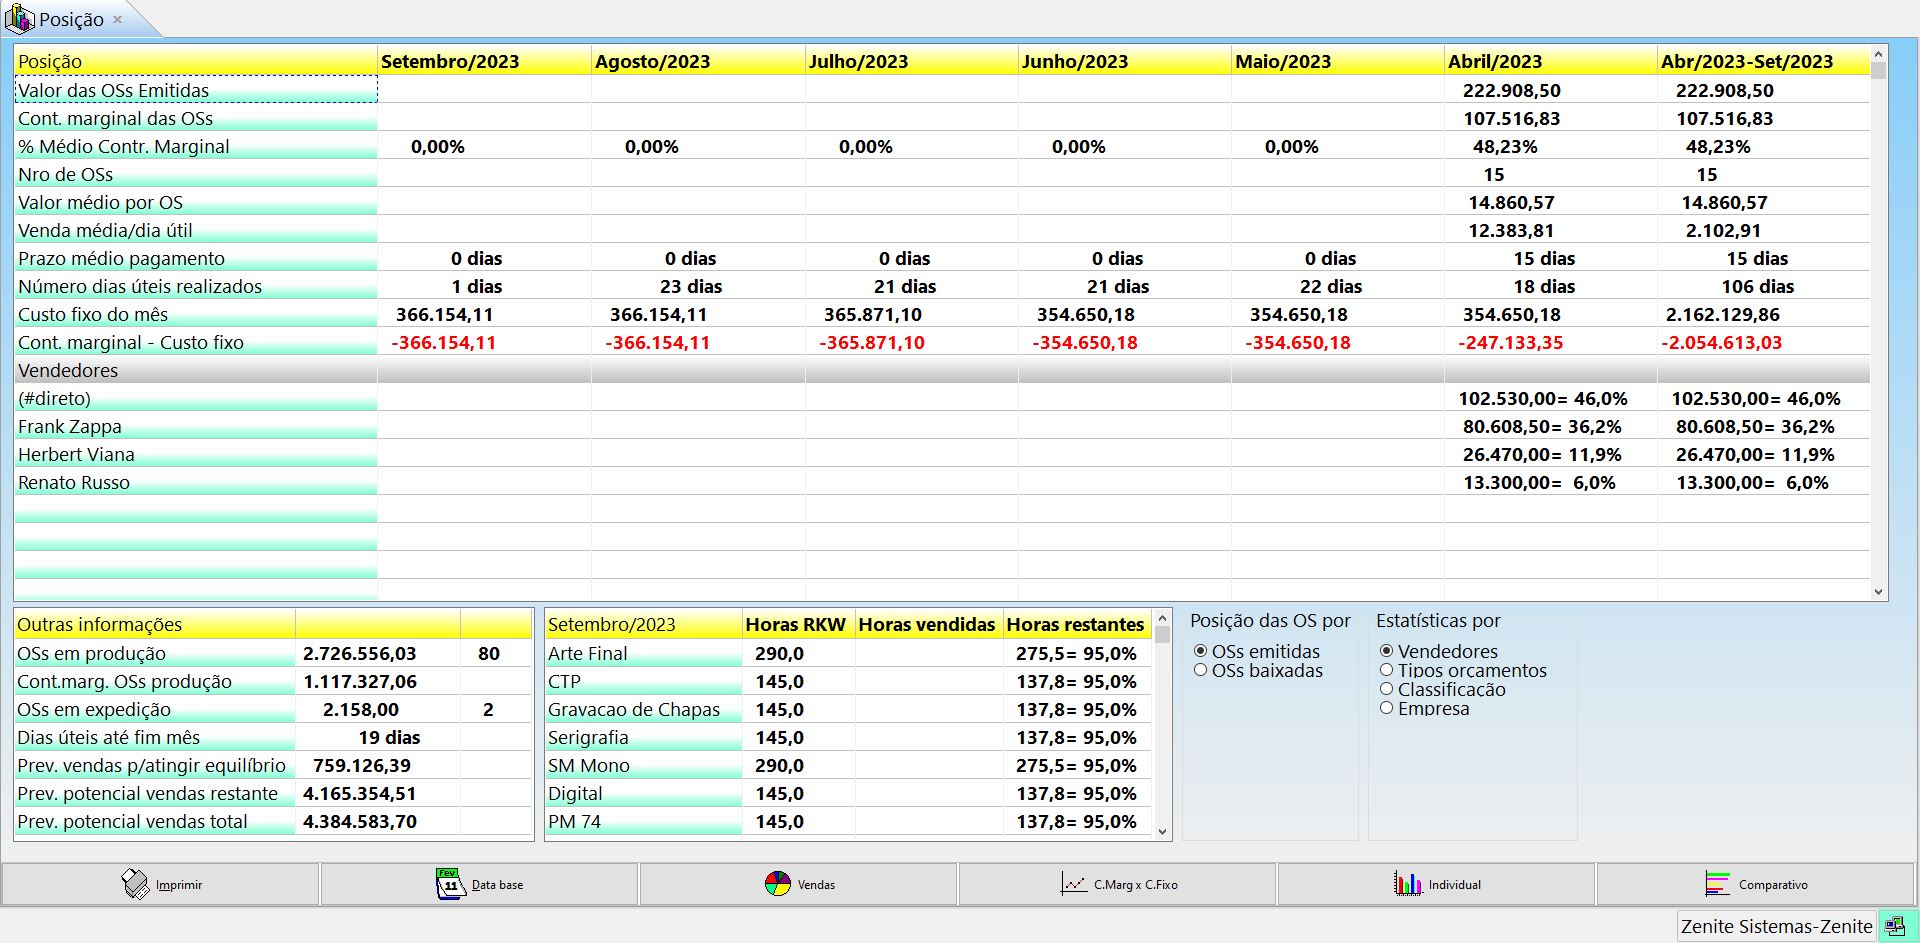 Posição
Posição Setembro/2023 Agosto/2023 Julho/2023 Junho/2023 Maio/2023 Abril/2023 Abr/2023-Set/2023
Valor das OSs Emitidas 222.908,50 222.908,50
Cont. marginal das OSs 107.516,83 107.516,83
% Médio Contr. Marginal 0,00% 0,00% 0,00% 0,00% 0,00% 48,23% 48,23%
Nro de OSs 15 15
Valor médio por OS 14.860,57 14.860,57
Venda média/dia útil 12.383,81 2.102,91
Prazo médio pagamento 0 dias 0 dias 0 dias 0 dias 0 dias 15 dias 15 dias
Número dias úteis realizados 1 dias 23 dias 21 dias 21 dias 22 dias 18 dias 106 dias
Custo fixo do mês 366.154,11 366.154,11 365.871,10 354.650,18 354.650,18 354.650,18 2.162.129,86
Cont. marginal - Custo fixo -366.154,11 -366.154,11 -365.871,10 -354.650,18 -354.650,18 -247.133,35 -2.054.613,03
Vendedores
(#direto) 102.530,00= 46,0% 102.530,00= 46,0%
Frank Zappa 80.608,50= 36,2% 80.608,50= 36,2%
Herbert Viana 26.470,00= 11,9% 26.470,00= 11,9%
Renato Russo 13.300,00= 6,0% 13.300,00= 6,0%
Outras informações
OSs em produção 2.726.556,03 80
Cont.marg. OSs produção 1.117.327,06
OSs em expedição 2.158,00 2
Dias úteis até fim mês 19 dias
Prev. vendas p/atingir equilíbrio 759.126,39
Prev. potencial vendas restante 4.165.354,51
Prev. potencial vendas total 4.384.583,70
Setembro/2023 Horas RKW Horas vendidas Horas restantes
Arte Final 290,0 275,5= 95,0%
CTP 145,0 137,8= 95,0%
Gravacao de Chapas 145,0 137,8= 95,0%
Serigrafia 145,0 137,8= 95,0%
SM Mono 290,0 275,5= 95,0%
Digital 145,0 137,8= 95,0%
PM 74 145,0 137,8= 95,0%
Posição das OS por
OSs emitidas
OSs baixadas
Estatísticas por
Vendedores
Tipos orcamentos
Classificação
Empresa
Imprimir
Fev
11
Data base
Vendas
C.Marg x C.Fixo
Individual
Comparativo
Zenite Sistemas-Zenite